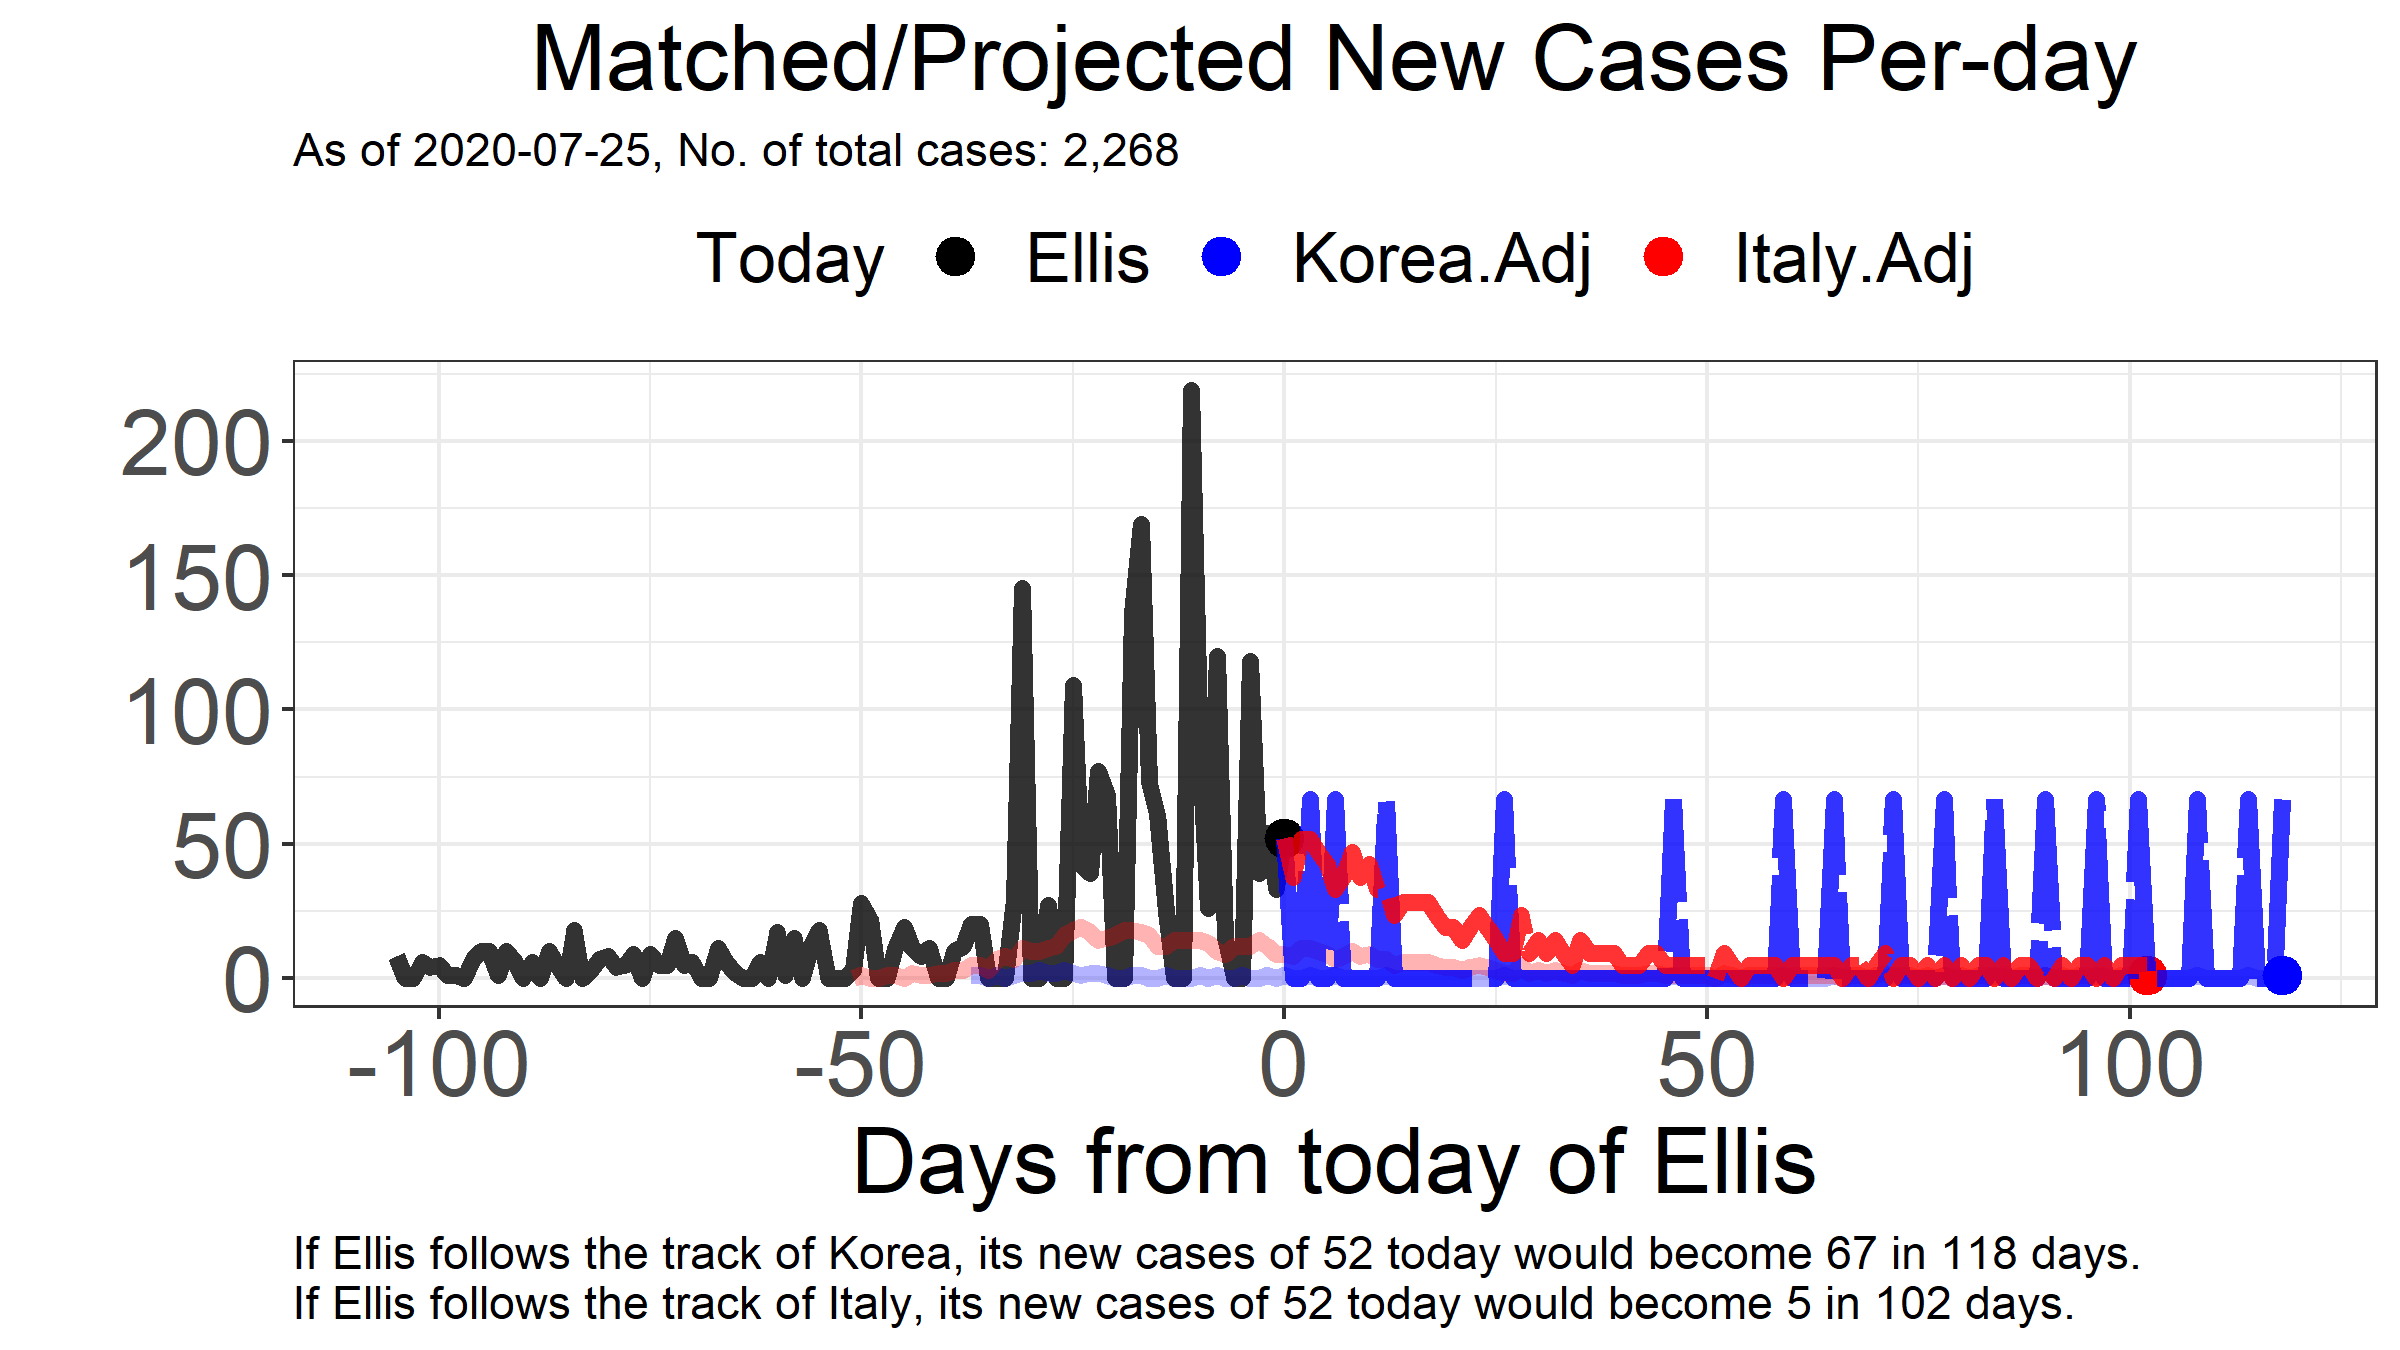 Matched/Projected New Cases Per-day
As of 2020-07-25, No. of total cases: 2,268
Today Ellis Korea.Adj Italy.Adj
200
150
100
50
0
-100 -50 0 50 100
Days from today of Ellis
If Ellis follows the track of Korea, its new cases of 52 today would become 67 in 118 days.
If Ellis follows the track of Italy, its new cases of 52 today would become 5 in 102 days.